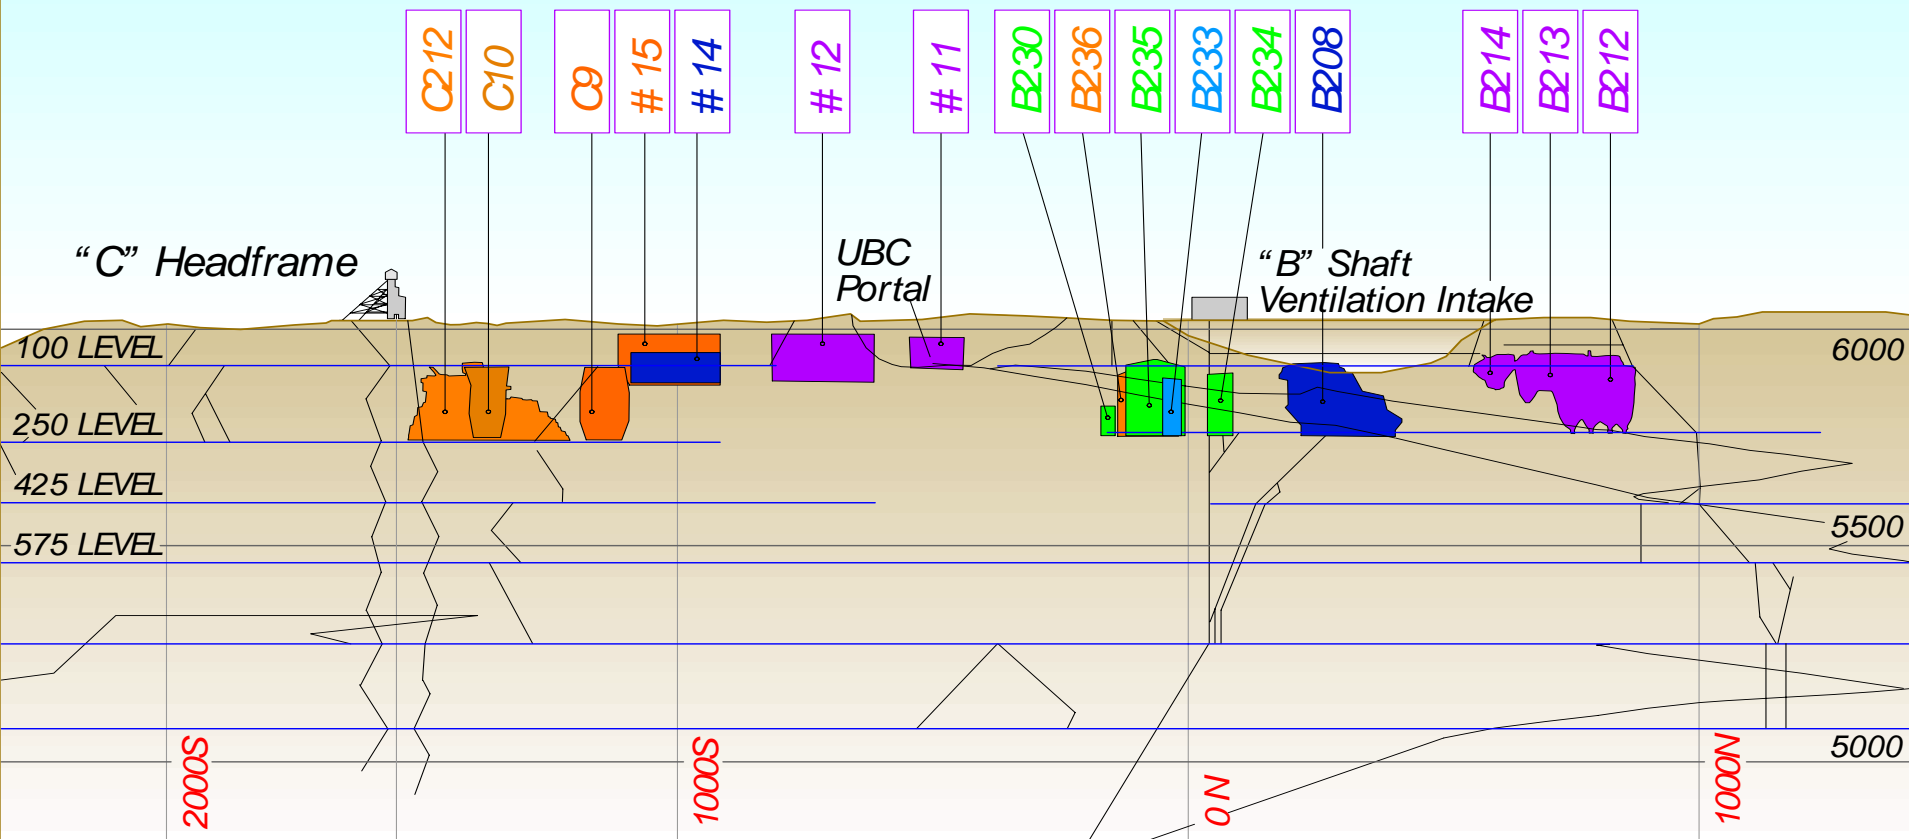 C212
C10
C9
# 15
# 14
# 12
# 11
B230
B236
B235
B233
B234
B208
B214
B213
B212
“C” Headframe
UBC
Portal
“B” Shaft
Ventilation Intake
100 LEVEL
6000
250 LEVEL
425 LEVEL
5500
575 LEVEL
5000
2000S
1000S
0 N
1000N